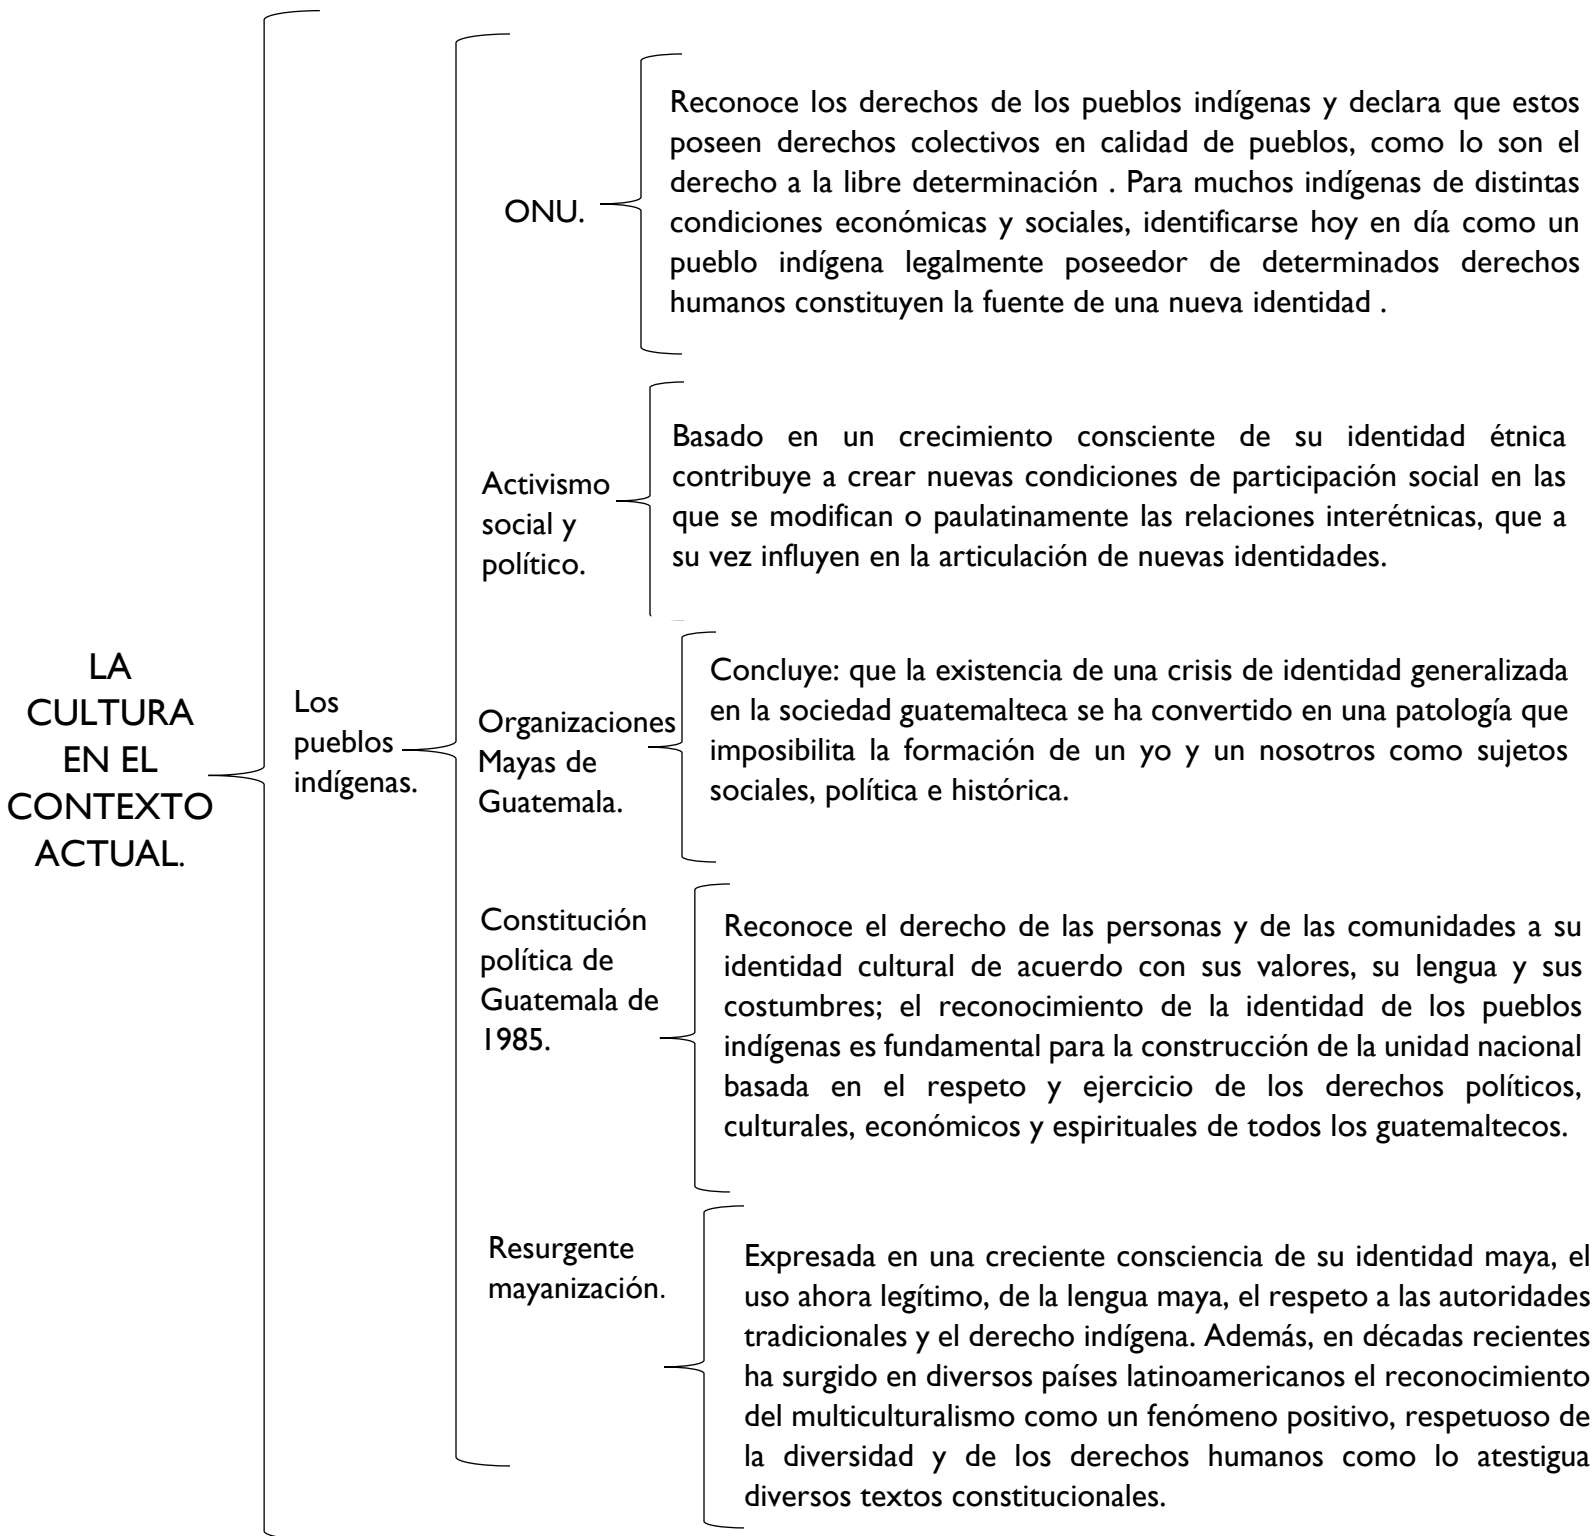 LA
CULTURA
EN EL
CONTEXTO
ACTUAL.
Los
pueblos
indígenas.
ONU.
Reconoce los derechos de los pueblos indígenas y declara que estos
poseen derechos colectivos en calidad de pueblos, como lo son el
derecho a la libre determinación . Para muchos indígenas de distintas
condiciones económicas y sociales, identificarse hoy en día como un
pueblo indígena legalmente poseedor de determinados derechos
humanos constituyen la fuente de una nueva identidad .
Activismo
social y
político.
Basado en un crecimiento consciente de su identidad étnica
contribuye a crear nuevas condiciones de participación social en las
que se modifican o paulatinamente las relaciones interétnicas, que a
su vez influyen en la articulación de nuevas identidades.
Organizaciones
Mayas de
Guatemala.
Concluye: que la existencia de una crisis de identidad generalizada
en la sociedad guatemalteca se ha convertido en una patología que
imposibilita la formación de un yo y un nosotros como sujetos
sociales, política e histórica.
Constitución
política de
Guatemala de
1985.
Reconoce el derecho de las personas y de las comunidades a su
identidad cultural de acuerdo con sus valores, su lengua y sus
costumbres; el reconocimiento de la identidad de los pueblos
indígenas es fundamental para la construcción de la unidad nacional
basada en el respeto y ejercicio de los derechos políticos,
culturales, económicos y espirituales de todos los guatemaltecos.
Resurgente
mayanización.
Expresada en una creciente consciencia de su identidad maya, el
uso ahora legítimo, de la lengua maya, el respeto a las autoridades
tradicionales y el derecho indígena. Además, en décadas recientes
ha surgido en diversos países latinoamericanos el reconocimiento
del multiculturalismo como un fenómeno positivo, respetuoso de
la diversidad y de los derechos humanos como lo atestigua
diversos textos constitucionales.